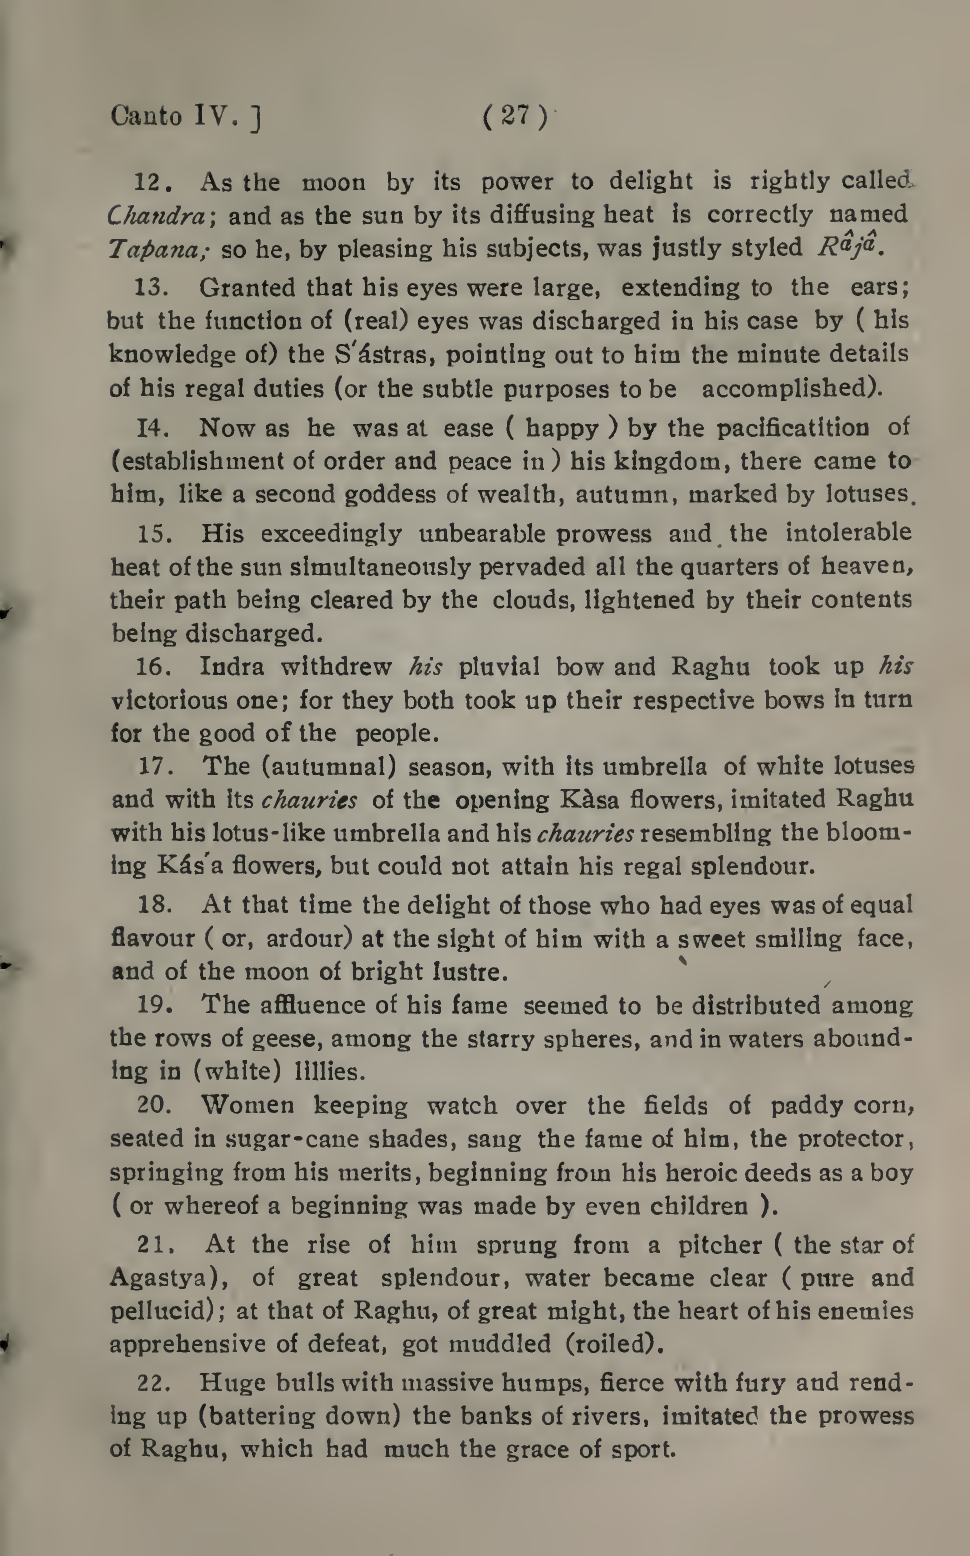 Canto IV. ] ( 27 )
12. As the moon by its power to delight is rightly called
Chandra; and as the sun by its diffusing heat is correctly named
Tapana; so he, by pleasing his subjects, was justly styled Râjâ.
13. Granted that his eyes were large, extending to the ears;
but the function of (real) eyes was discharged in his case by ( his
knowledge of) the S'ástras, pointing out to him the minute details
of his regal duties (or the subtle purposes to be accomplished).
14. Now as he was at ease ( happy ) by the pacificatition of
(establishment of order and peace in ) his kingdom, there came to
him, like a second goddess of wealth, autumn, marked by lotuses.
15. His exceedingly unbearable prowess and the intolerable
heat of the sun simultaneously pervaded all the quarters of heaven,
their path being cleared by the clouds, lightened by their contents
being discharged.
16. Indra withdrew his pluvial bow and Raghu took up his
victorious one; for they both took up their respective bows in turn
for the good of the people.
17. The (autumnal) season, with its umbrella of white lotuses
and with its chauries of the opening Kàsa flowers, imitated Raghu
with his lotus-like umbrella and his chauries resembling the bloom-
ing Kás'a flowers, but could not attain his regal splendour.
18. At that time the delight of those who had eyes was of equal
flavour ( or, ardour) at the sight of him with a sweet smiling face,
and of the moon of bright lustre.
19. The affluence of his fame seemed to be distributed among
the rows of geese, among the starry spheres, and in waters abound-
ing in (white) lillies.
20. Women keeping watch over the fields of paddy corn,
seated in sugar-cane shades, sang the fame of him, the protector,
springing from his merits, beginning from his heroic deeds as a boy
( or whereof a beginning was made by even children ).
21. At the rise of him sprung from a pitcher ( the star of
Agastya), of great splendour, water became clear ( pure and
pellucid); at that of Raghu, of great might, the heart of his enemies
apprehensive of defeat, got muddled (roiled).
22. Huge bulls with massive humps, fierce with fury and rend-
ing up (battering down) the banks of rivers, imitated the prowess
of Raghu, which had much the grace of sport.